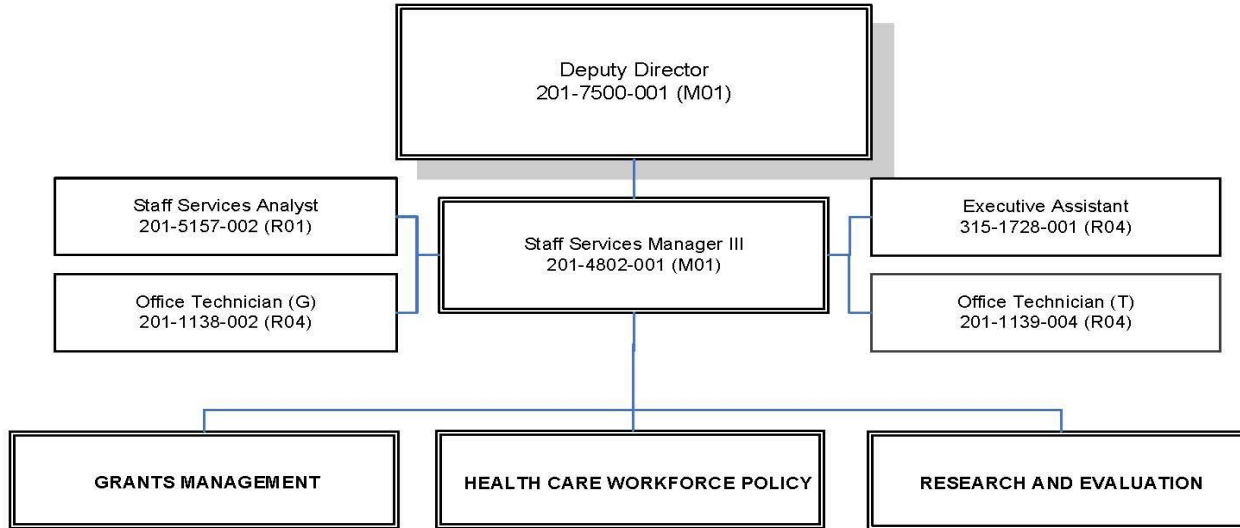 Deputy Director
201-7500-001 (M01)
Staff Services Analyst
201-5157-002 (R01)
Staff Services Manager III
201-4802-001 (M01)
Executive Assistant
315-1728-001 (R04)
Office Technician (G)
201-1138-002 (R04)
Office Technician (T)
201-1139-004 (R04)
GRANTS MANAGEMENT
HEALTH CARE WORKFORCE POLICY
RESEARCH AND EVALUATION